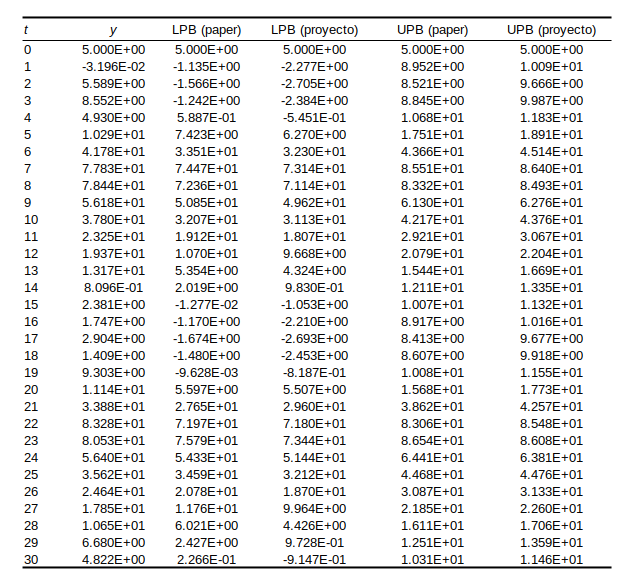 t y LPB (paper) LPB (proyecto) UPB (paper) UPB (proyecto)
0 5.000E+00 5.000E+00 5.000E+00 5.000E+00 5.000E+00
1 -3.196E-02 -1.135E+00 -2.277E+00 8.952E+00 1.009E+01
2 5.589E+00 -1.566E+00 -2.705E+00 8.521E+00 9.666E+00
3 8.552E+00 -1.242E+00 -2.384E+00 8.845E+00 9.987E+00
4 4.930E+00 5.887E-01 -5.451E-01 1.068E+01 1.183E+01
5 1.029E+01 7.423E+00 6.270E+00 1.751E+01 1.891E+01
6 4.178E+01 3.351E+01 3.230E+01 4.366E+01 4.514E+01
7 7.783E+01 7.447E+01 7.314E+01 8.551E+01 8.640E+01
8 7.844E+01 7.236E+01 7.114E+01 8.332E+01 8.493E+01
9 5.618E+01 5.085E+01 4.962E+01 6.130E+01 6.276E+01
10 3.780E+01 3.207E+01 3.113E+01 4.217E+01 4.376E+01
11 2.325E+01 1.912E+01 1.807E+01 2.921E+01 3.067E+01
12 1.937E+01 1.070E+01 9.668E+00 2.079E+01 2.204E+01
13 1.317E+01 5.354E+00 4.324E+00 1.544E+01 1.669E+01
14 8.096E-01 2.019E+00 9.830E-01 1.211E+01 1.335E+01
15 2.381E+00 -1.277E-02 -1.053E+00 1.007E+01 1.132E+01
16 1.747E+00 -1.170E+00 -2.210E+00 8.917E+00 1.016E+01
17 2.904E+00 -1.674E+00 -2.693E+00 8.413E+00 9.677E+00
18 1.409E+00 -1.480E+00 -2.453E+00 8.607E+00 9.918E+00
19 9.303E+00 -9.628E-03 -8.187E-01 1.008E+01 1.155E+01
20 1.114E+01 5.597E+00 5.507E+00 1.568E+01 1.773E+01
21 3.388E+01 2.765E+01 2.960E+01 3.862E+01 4.257E+01
22 8.328E+01 7.197E+01 7.180E+01 8.306E+01 8.548E+01
23 8.053E+01 7.579E+01 7.344E+01 8.654E+01 8.608E+01
24 5.640E+01 5.433E+01 5.144E+01 6.441E+01 6.381E+01
25 3.562E+01 3.459E+01 3.212E+01 4.468E+01 4.476E+01
26 2.464E+01 2.078E+01 1.870E+01 3.087E+01 3.133E+01
27 1.785E+01 1.176E+01 9.964E+00 2.185E+01 2.260E+01
28 1.065E+01 6.021E+00 4.426E+00 1.611E+01 1.706E+01
29 6.680E+00 2.427E+00 9.728E-01 1.251E+01 1.359E+01
30 4.822E+00 2.266E-01 -9.147E-01 1.031E+01 1.146E+01